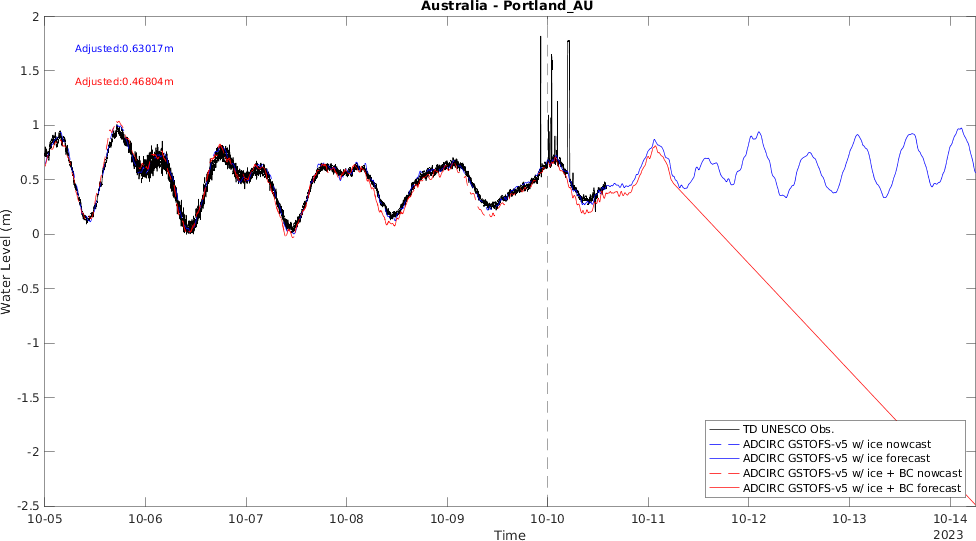 Australia - Portland_AU
Adjusted:0.63017m
Adjusted:0.46804m
2
1.5
1
0.5
0
-0.5
-1
-1.5
-2
-2.5
Water Level (m)
TD UNESCO Obs.
ADCIRC GSTOFS-v5 w/ ice nowcast
ADCIRC GSTOFS-v5 w/ ice forecast
ADCIRC GSTOFS-v5 w/ ice + BC nowcast
ADCIRC GSTOFS-v5 w/ ice + BC forecast
10-05 10-06 10-07 10-08 10-09 10-10 10-11 10-12 10-13 10-14
Time
2023